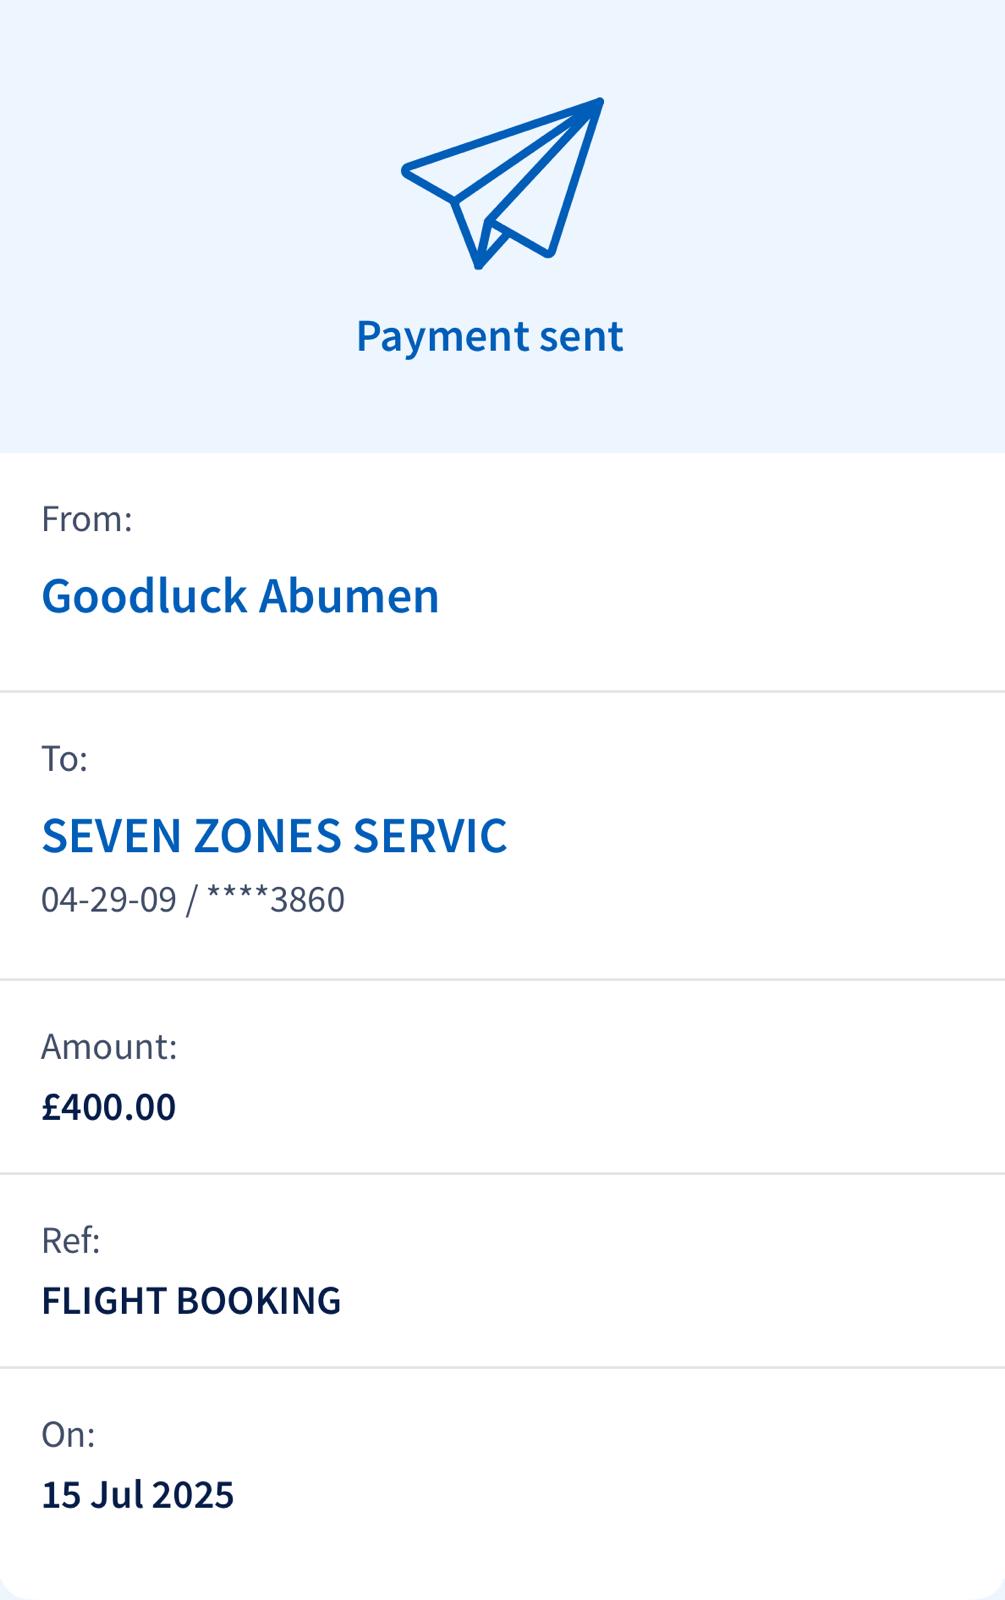 Payment sent
From:
Goodluck Abumen
To:
SEVEN ZONES SERVIC
04-29-09 / ****3860
Amount:
£400.00
Ref:
FLIGHT BOOKING
On:
15 Jul 2025